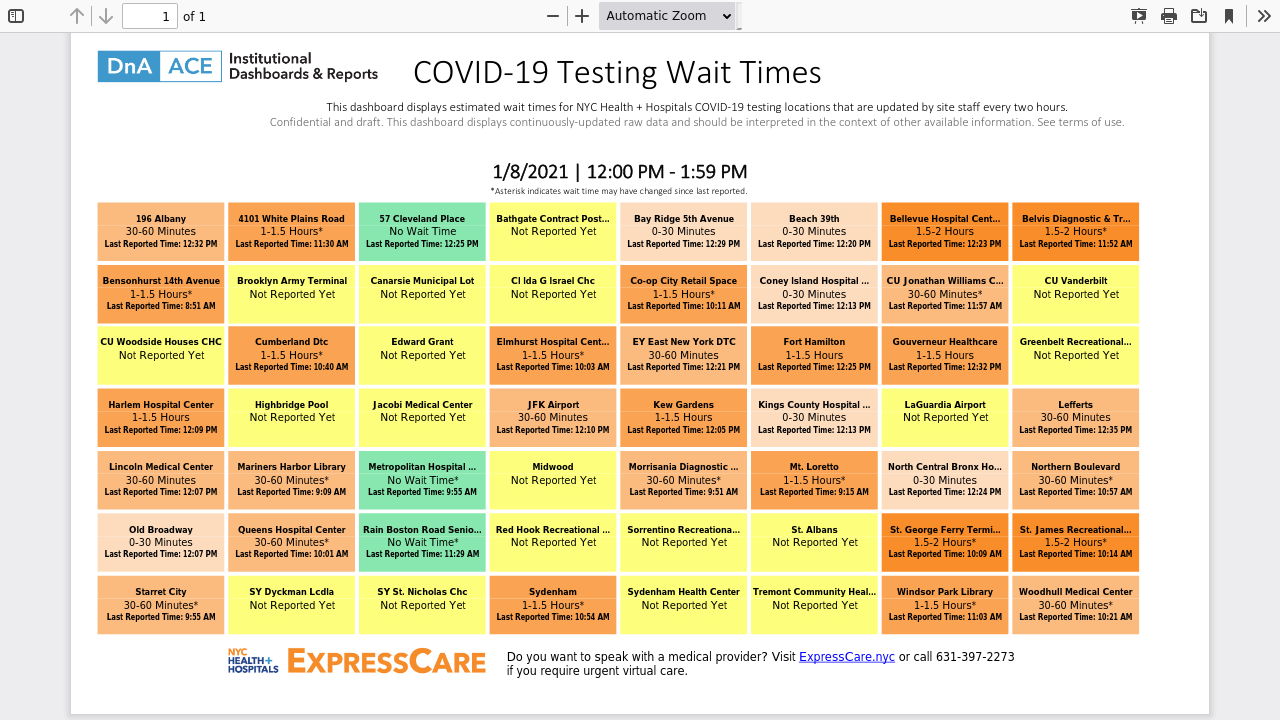 1 of 1 Automatic Zoom
DnA ACE Institutional
Dashboards & Reports
COVID-19 Testing Wait Times
This dashboard displays estimated wait times for NYC Health + Hospitals COVID-19 testing locations that are updated by site staff every two hours.
Confidential and draft. This dashboard displays continuously-updated raw data and should be interpreted in the context of other available information. See terms of use.
1/8/2021 | 12:00 PM - 1:59 PM
*Asterisk indicates wait time may have changed since last reported.
196 Albany
30-60 Minutes
Last Reported Time: 12:32 PM
4101 White Plains Road
1-1.5 Hours*
Last Reported Time: 11:30 AM
57 Cleveland Place
No Wait Time
Last Reported Time: 12:25 PM
Bathgate Contract Post...
Not Reported Yet
Bay Ridge 5th Avenue
0-30 Minutes
Last Reported Time: 12:29 PM
Beach 39th
0-30 Minutes
Last Reported Time: 12:20 PM
Bellevue Hospital Cent...
1.5-2 Hours
Last Reported Time: 12:23 PM
Belvis Diagnostic & Tr...
1.5-2 Hours*
Last Reported Time: 11:52 AM
Bensonhurst 14th Avenue
1-1.5 Hours*
Last Reported Time: 8:51 AM
Brooklyn Army Terminal
Not Reported Yet
Canarsie Municipal Lot
Not Reported Yet
Cl Ida G Israel Chc
Not Reported Yet
Co-op City Retail Space
1-1.5 Hours*
Last Reported Time: 10:11 AM
Coney Island Hospital ...
0-30 Minutes
Last Reported Time: 12:13 PM
CU Jonathan Williams C...
30-60 Minutes*
Last Reported Time: 11:57 AM
CU Vanderbilt
Not Reported Yet
CU Woodside Houses CHC
Not Reported Yet
Cumberland Dtc
1-1.5 Hours*
Last Reported Time: 10:40 AM
Edward Grant
Not Reported Yet
Elmhurst Hospital Cent...
1-1.5 Hours*
Last Reported Time: 10:03 AM
EY East New York DTC
30-60 Minutes
Last Reported Time: 12:21 PM
Fort Hamilton
1-1.5 Hours
Last Reported Time: 12:25 PM
Gouverneur Healthcare
1-1.5 Hours
Last Reported Time: 12:32 PM
Greenbelt Recreational...
Not Reported Yet
Harlem Hospital Center
1-1.5 Hours
Last Reported Time: 12:09 PM
Highbridge Pool
Not Reported Yet
Jacobi Medical Center
Not Reported Yet
JFK Airport
30-60 Minutes
Last Reported Time: 12:10 PM
Kew Gardens
1-1.5 Hours
Last Reported Time: 12:05 PM
Kings County Hospital ...
0-30 Minutes
Last Reported Time: 12:13 PM
LaGuardia Airport
Not Reported Yet
Lefferts
30-60 Minutes
Last Reported Time: 12:35 PM
Lincoln Medical Center
30-60 Minutes
Last Reported Time: 12:07 PM
Mariners Harbor Library
30-60 Minutes*
Last Reported Time: 9:09 AM
Metropolitan Hospital ...
No Wait Time*
Last Reported Time: 9:55 AM
Midwood
Not Reported Yet
Morrisania Diagnostic ...
30-60 Minutes*
Last Reported Time: 9:51 AM
Mt. Loretto
1-1.5 Hours*
Last Reported Time: 9:15 AM
North Central Bronx Ho...
0-30 Minutes
Last Reported Time: 12:24 PM
Northern Boulevard
30-60 Minutes*
Last Reported Time: 10:57 AM
Old Broadway
0-30 Minutes
Last Reported Time: 12:07 PM
Queens Hospital Center
30-60 Minutes*
Last Reported Time: 10:01 AM
Rain Boston Road Senio...
No Wait Time*
Last Reported Time: 11:29 AM
Red Hook Recreational ...
Not Reported Yet
Sorrentino Recreationa...
Not Reported Yet
St. Albans
Not Reported Yet
St. George Ferry Termi...
1.5-2 Hours*
Last Reported Time: 10:09 AM
St. James Recreational...
1.5-2 Hours*
Last Reported Time: 10:14 AM
Starret City
30-60 Minutes*
Last Reported Time: 9:55 AM
SY Dyckman Lcdla
Not Reported Yet
SY St. Nicholas Chc
Not Reported Yet
Sydenham
1-1.5 Hours*
Last Reported Time: 10:54 AM
Sydenham Health Center
Not Reported Yet
Tremont Community Heal...
Not Reported Yet
Windsor Park Library
1-1.5 Hours*
Last Reported Time: 11:03 AM
Woodhull Medical Center
30-60 Minutes*
Last Reported Time: 10:21 AM
NYC
HEALTH+
HOSPITALS
EXPRESSCARE
Do you want to speak with a medical provider? Visit ExpressCare.nyc or call 631-397-2273
if you require urgent virtual care.